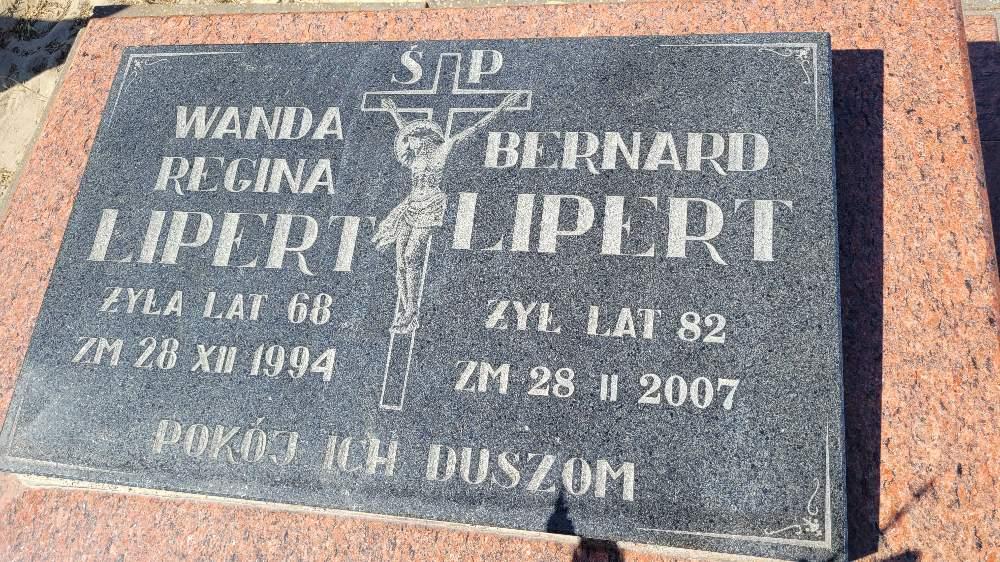 Ś P
WANDA
REGINA
LIPERT
ŻYŁA LAT 68
ZM 28 XII 1994
BERNARD
LIPERT
ŻYŁ LAT 82
ZM 28 II 2007
POKÓJ ICH DUSZOM